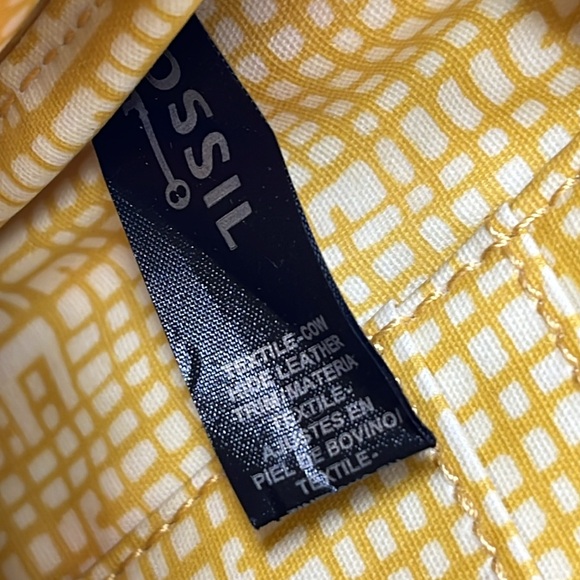 OSSIL
TEXTILE-COW
HIDE LEATHER
TRIM/MATERIA
TEXTILE-
AJUSTES EN
PIEL DE BOVINO/
TEXTILE-